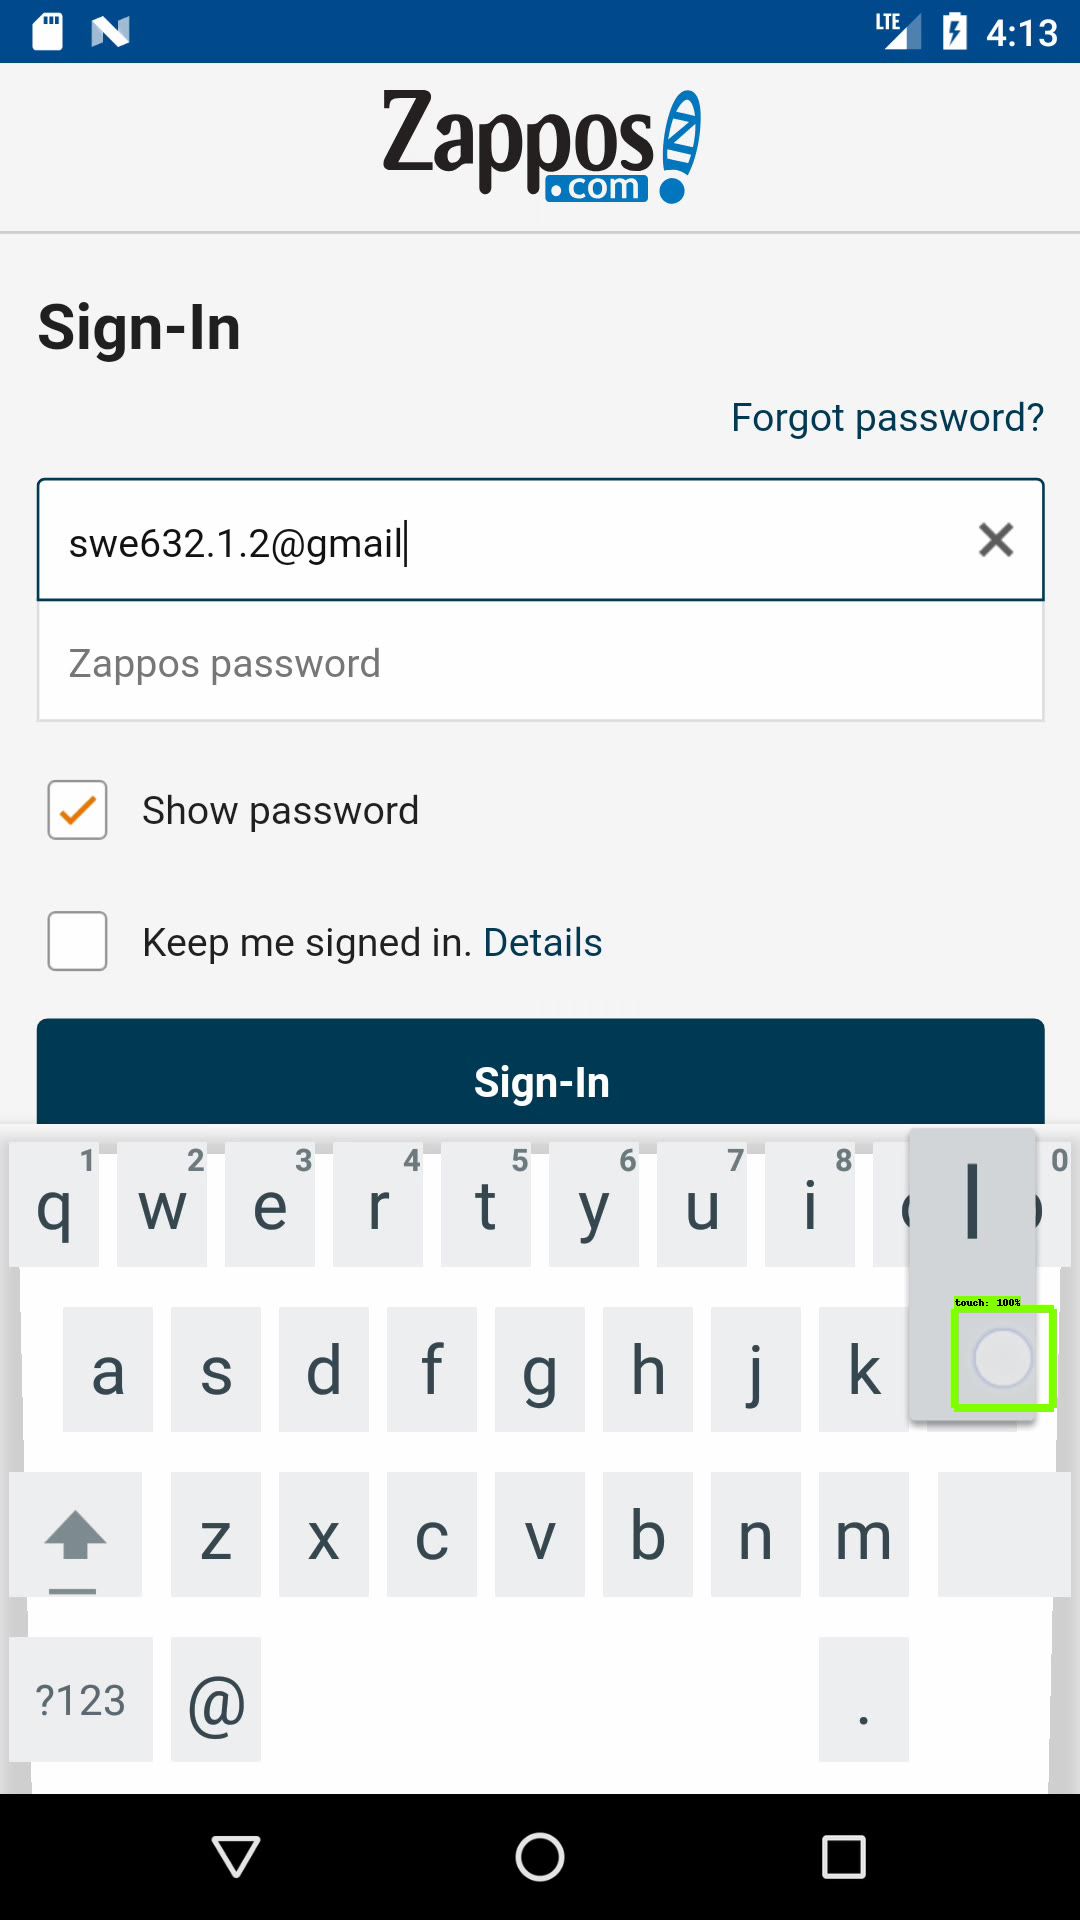 LTE 4:13
Zappos
.com
Sign-In
Forgot password?
swe632.1.2@gmail
Zappos password
Show password
Keep me signed in. Details
Sign-In
1 2 3 4 5 6 7 8 0
q w e r t y u i l
touch: 100%
a s d f g h j k
z x c v b n m
?123 @ .